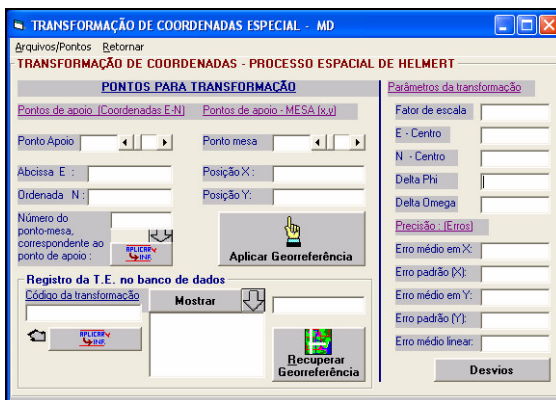 TRANSFORMAÇÃO DE COORDENADAS ESPECIAL - MD
Arquivos/Pontos Retornar
TRANSFORMAÇÃO DE COORDENADAS - PROCESSO ESPACIAL DE HELMERT
PONTOS PARA TRANSFORMAÇÃO
Pontos de apoio (Coordenadas E-N)
Pontos de apoio - MESA (x,y)
Ponto Apoio
Ponto mesa
Abcissa E :
Posição X :
Ordenada N :
Posição Y:
Número do
ponto-mesa,
correspondente ao
ponto de apoio :
APLICAR
INF.
Aplicar Georreferência
Registro da T.E. no banco de dados
Código da transformação
Mostrar
APLICAR
INF.
Recuperar
Georreferência
Parâmetros da transformação
Fator de escala
E - Centro
N - Centro
Delta Phi
Delta Omega
Precisão : (Erros)
Erro médio em X:
Erro padrão (X):
Erro médio em Y:
Erro padrão (Y):
Erro médio linear:
Desvios